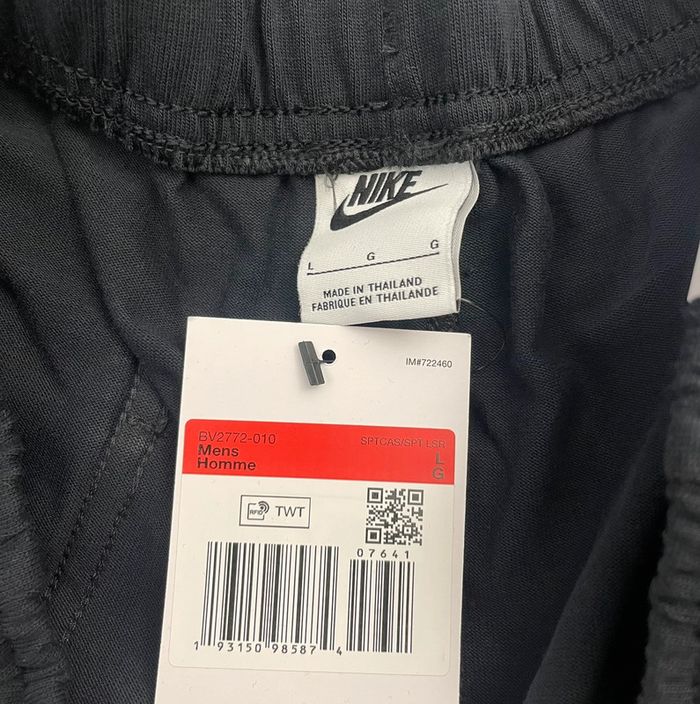 NIKE
L G G
MADE IN THAILAND
FABRIQUE EN THAILANDE
IM#722460
BV2772-010 SPTCAS/SPT LSR
Mens L
Homme G
RFID TWT
07641
1 93150 98587 4